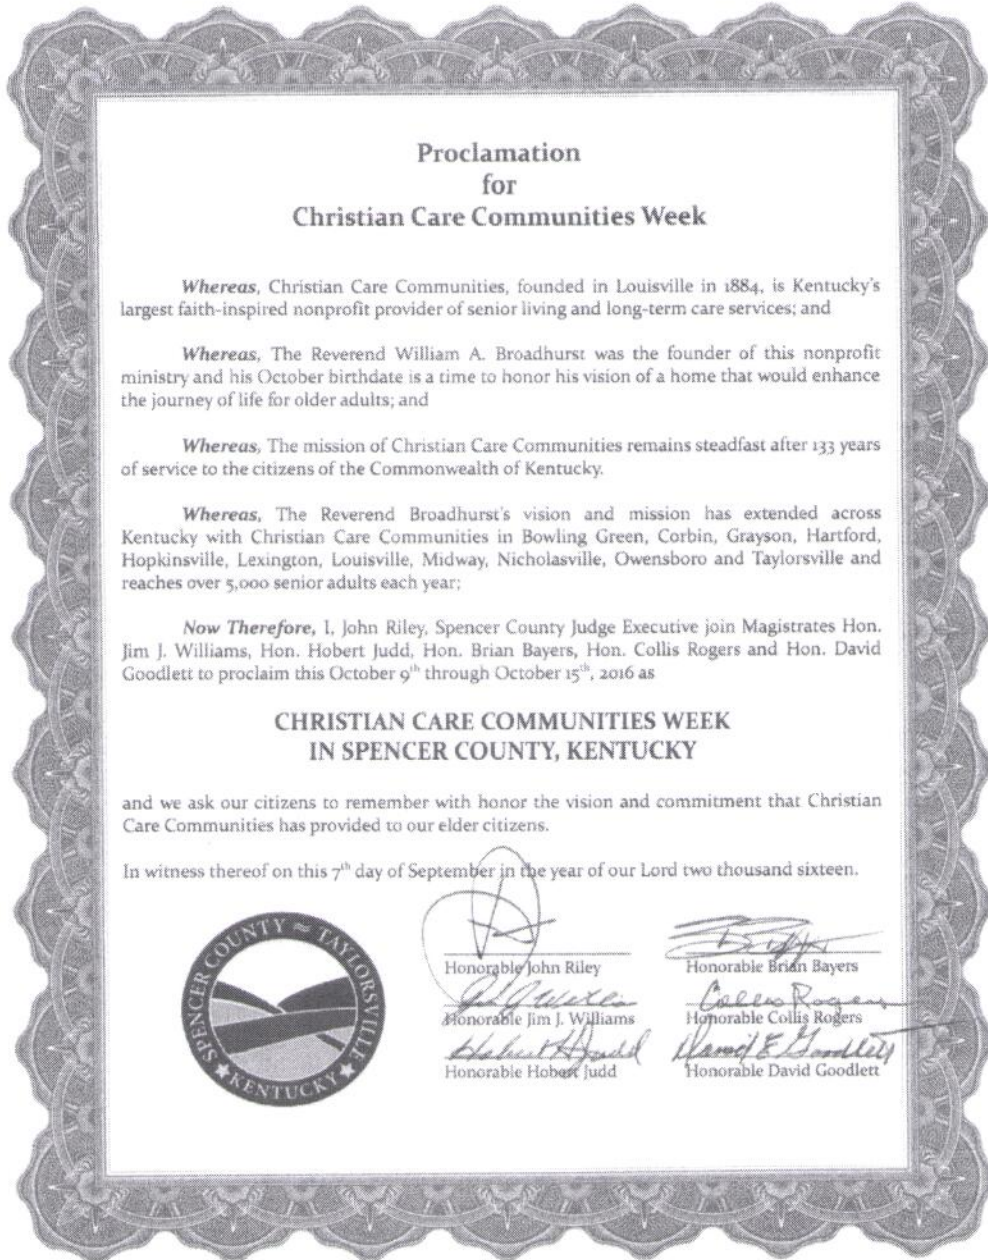 Proclamation
for
Christian Care Communities Week
Whereas, Christian Care Communities, founded in Louisville in 1884, is Kentucky's
largest faith-inspired nonprofit provider of senior living and long-term care services; and
Whereas, The Reverend William A. Broadhurst was the founder of this nonprofit
ministry and his October birthdate is a time to honor his vision of a home that would enhance
the journey of life for older adults; and
Whereas, The mission of Christian Care Communities remains steadfast after 133 years
of service to the citizens of the Commonwealth of Kentucky.
Whereas, The Reverend Broadhurst's vision and mission has extended across
Kentucky with Christian Care Communities in Bowling Green, Corbin, Grayson, Hartford,
Hopkinsville, Lexington, Louisville, Midway, Nicholasville, Owensboro and Taylorsville and
reaches over 5,000 senior adults each year;
Now Therefore, I, John Riley, Spencer County Judge Executive join Magistrates Hon.
Jim J. Williams, Hon. Hobert Judd, Hon. Brian Bayers, Hon. Collis Rogers and Hon. David
Goodlett to proclaim this October 9th through October 15th, 2016 as
CHRISTIAN CARE COMMUNITIES WEEK
IN SPENCER COUNTY, KENTUCKY
and we ask our citizens to remember with honor the vision and commitment that Christian
Care Communities has provided to our elder citizens.
In witness thereof on this 7th day of September in the year of our Lord two thousand sixteen.
SPENCER COUNTY ≈ TAYLORSVILLE
★ KENTUCKY ★
Honorable John Riley
Honorable Brian Bayers
Collis Rogers
Honorable Jim J. Williams
Honorable Collis Rogers
Hobert Judd
David E Goodlett
Honorable Hobert Judd
Honorable David Goodlett